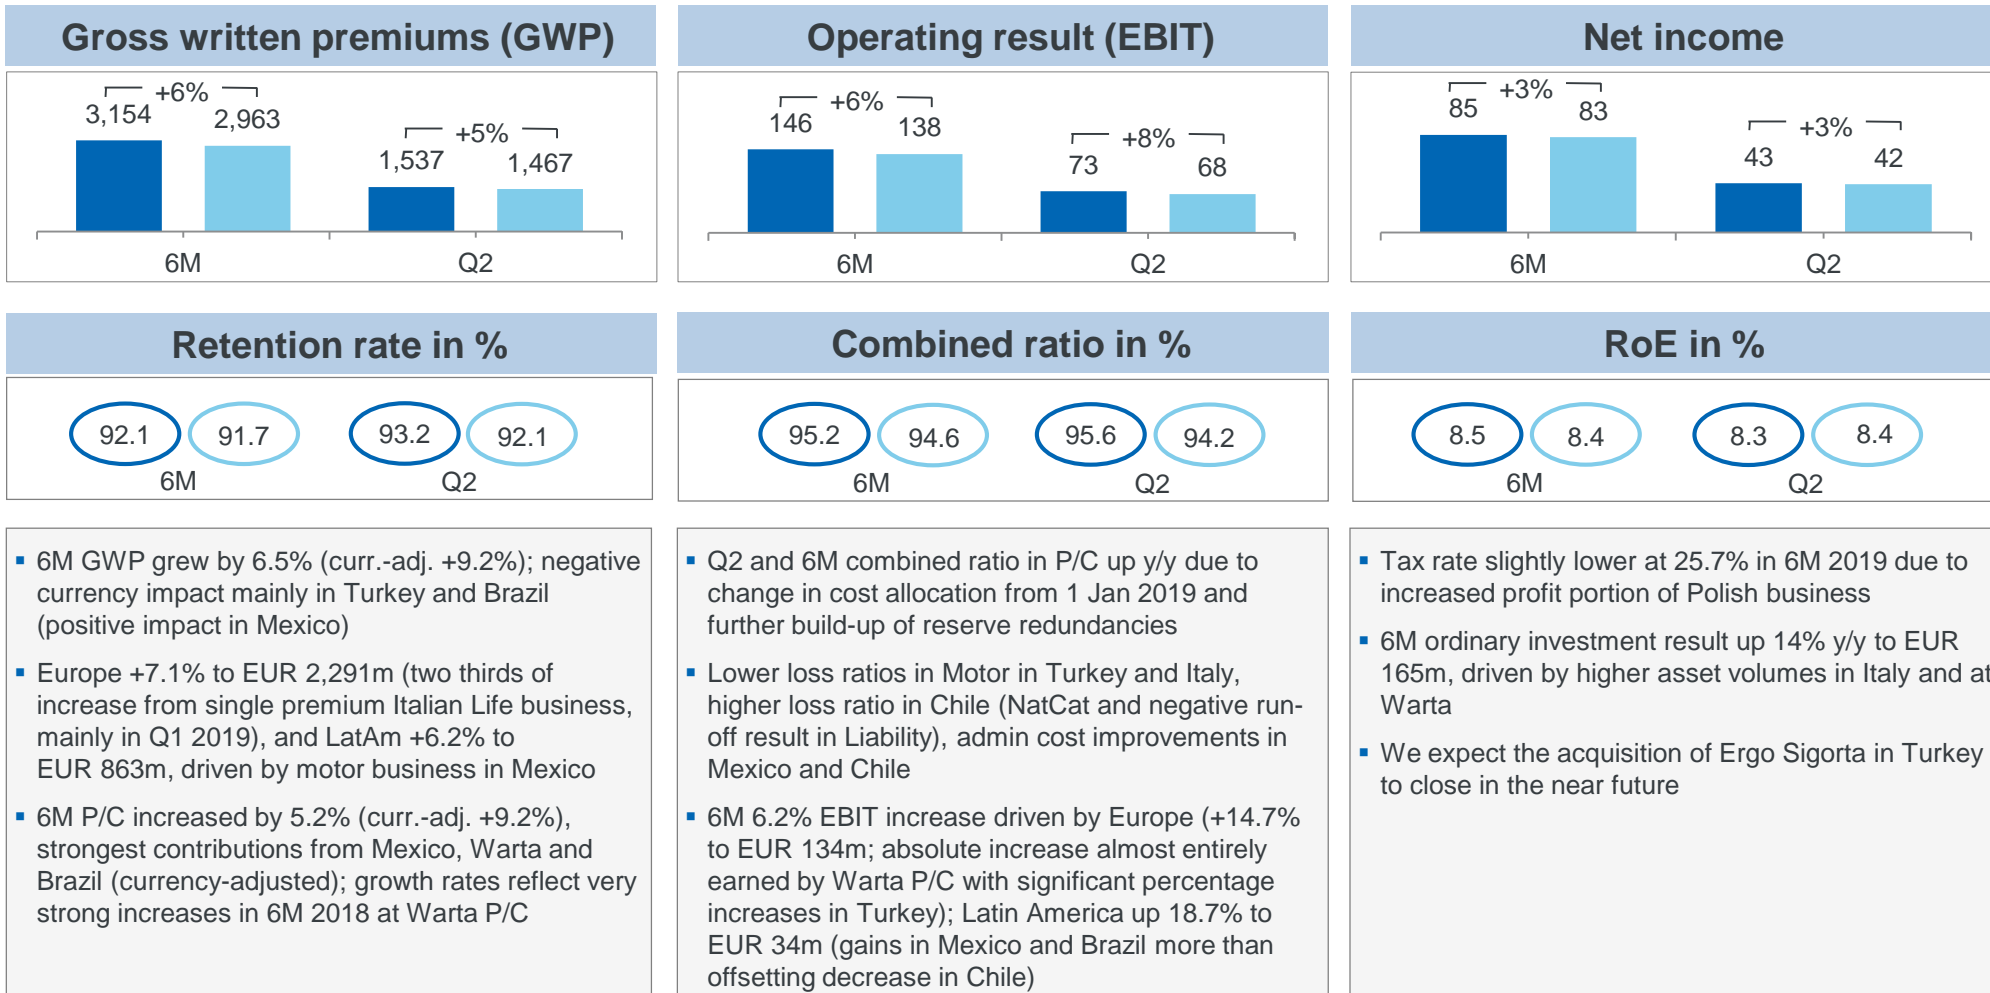 Gross written premiums (GWP)
+6%
3,154
2,963
+5%
1,537
1,467
6M
Q2
Operating result (EBIT)
+6%
146
138
+8%
73
68
6M
Q2
Net income
+3%
85
83
+3%
43
42
6M
Q2
Retention rate in %
92.1
91.7
93.2
92.1
6M
Q2
Combined ratio in %
95.2
94.6
95.6
94.2
6M
Q2
RoE in %
8.5
8.4
8.3
8.4
6M
Q2
▪ 6M GWP grew by 6.5% (curr.-adj. +9.2%); negative
currency impact mainly in Turkey and Brazil
(positive impact in Mexico)
▪ Europe +7.1% to EUR 2,291m (two thirds of
increase from single premium Italian Life business,
mainly in Q1 2019), and LatAm +6.2% to
EUR 863m, driven by motor business in Mexico
▪ 6M P/C increased by 5.2% (curr.-adj. +9.2%),
strongest contributions from Mexico, Warta and
Brazil (currency-adjusted); growth rates reflect very
strong increases in 6M 2018 at Warta P/C
▪ Q2 and 6M combined ratio in P/C up y/y due to
change in cost allocation from 1 Jan 2019 and
further build-up of reserve redundancies
▪ Lower loss ratios in Motor in Turkey and Italy,
higher loss ratio in Chile (NatCat and negative run-
off result in Liability), admin cost improvements in
Mexico and Chile
▪ 6M 6.2% EBIT increase driven by Europe (+14.7%
to EUR 134m; absolute increase almost entirely
earned by Warta P/C with significant percentage
increases in Turkey); Latin America up 18.7% to
EUR 34m (gains in Mexico and Brazil more than
offsetting decrease in Chile)
▪ Tax rate slightly lower at 25.7% in 6M 2019 due to
increased profit portion of Polish business
▪ 6M ordinary investment result up 14% y/y to EUR
165m, driven by higher asset volumes in Italy and at
Warta
▪ We expect the acquisition of Ergo Sigorta in Turkey
to close in the near future